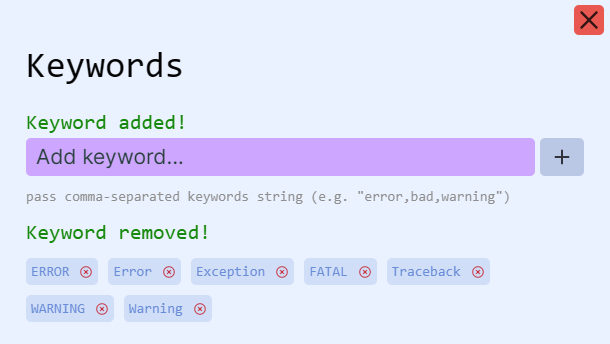 Keywords
Keyword added!
Add keyword...
pass comma-separated keywords string (e.g. "error,bad,warning")
Keyword removed!
ERROR Error Exception FATAL Traceback
WARNING Warning